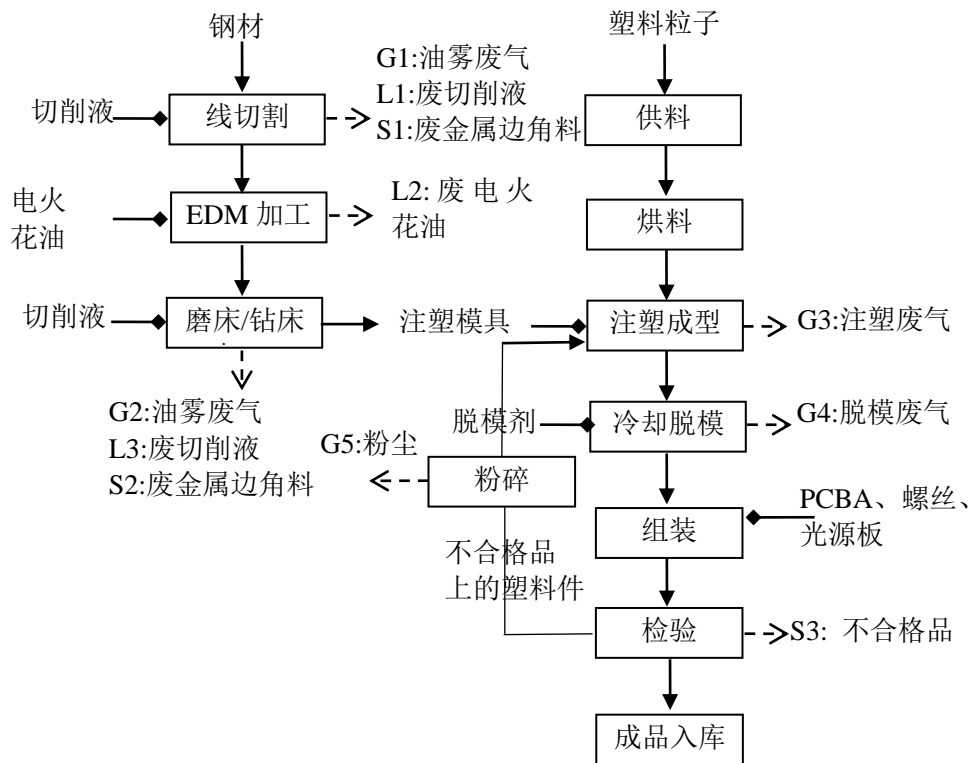 钢材
塑料粒子
G1:油雾废气
L1:废切削液
S1:废金属边角料
切削液
线切割
供料
电火
花油
EDM 加工
L2: 废 电 火
花油
烘料
切削液
磨床/钻床
注塑模具
注塑成型
G3:注塑废气
G2:油雾废气
L3:废切削液
S2:废金属边角料
脱模剂
冷却脱模
G4:脱模废气
G5:粉尘
粉碎
PCBA、螺丝、
光源板
组装
不合格品
上的塑料件
检验
S3: 不合格品
成品入库